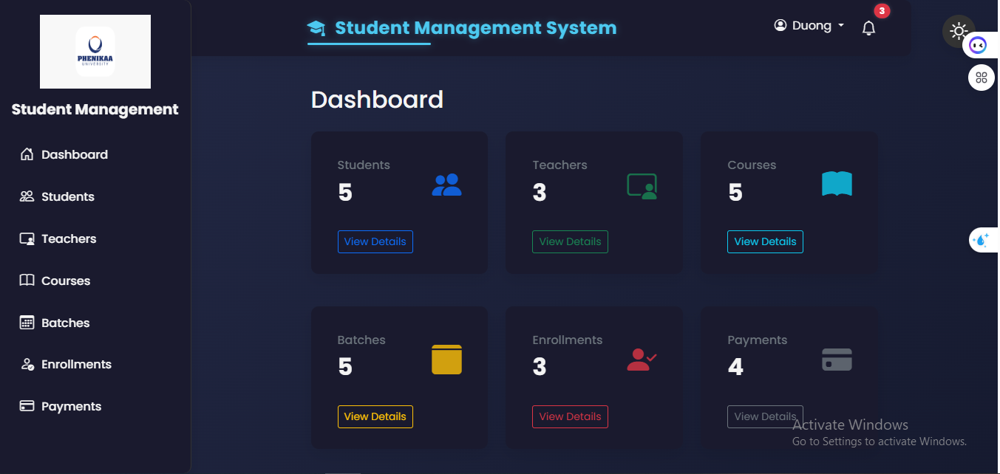 PHENIKAA
UNIVERSITY
Student Management
Dashboard
Students
Teachers
Courses
Batches
Enrollments
Payments
Student Management System
Duong
3
Dashboard
Students
5
View Details
Teachers
3
View Details
Courses
5
View Details
Batches
5
View Details
Enrollments
3
View Details
Payments
4
View Details
Activate Windows
Go to Settings to activate Windows.